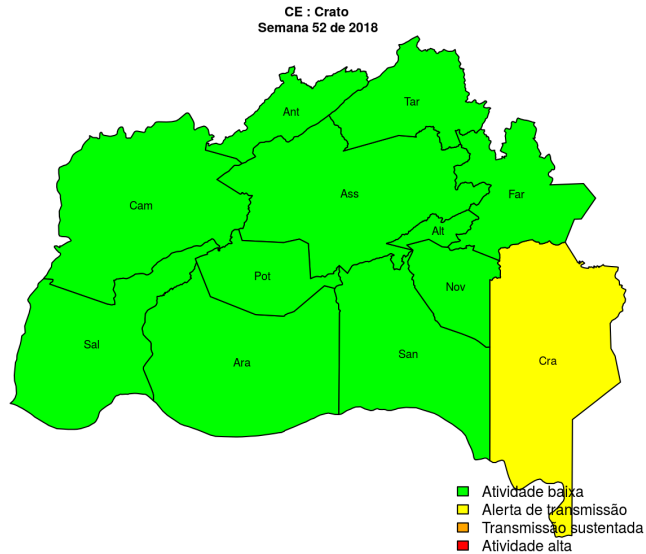 CE : Crato
Semana 52 de 2018
Tar
Ant
Ass
Far
Cam
Alt
Pot
Nov
Sal
Ara
San
Cra
Atividade baixa
Alerta de transmissão
Transmissão sustentada
Atividade alta